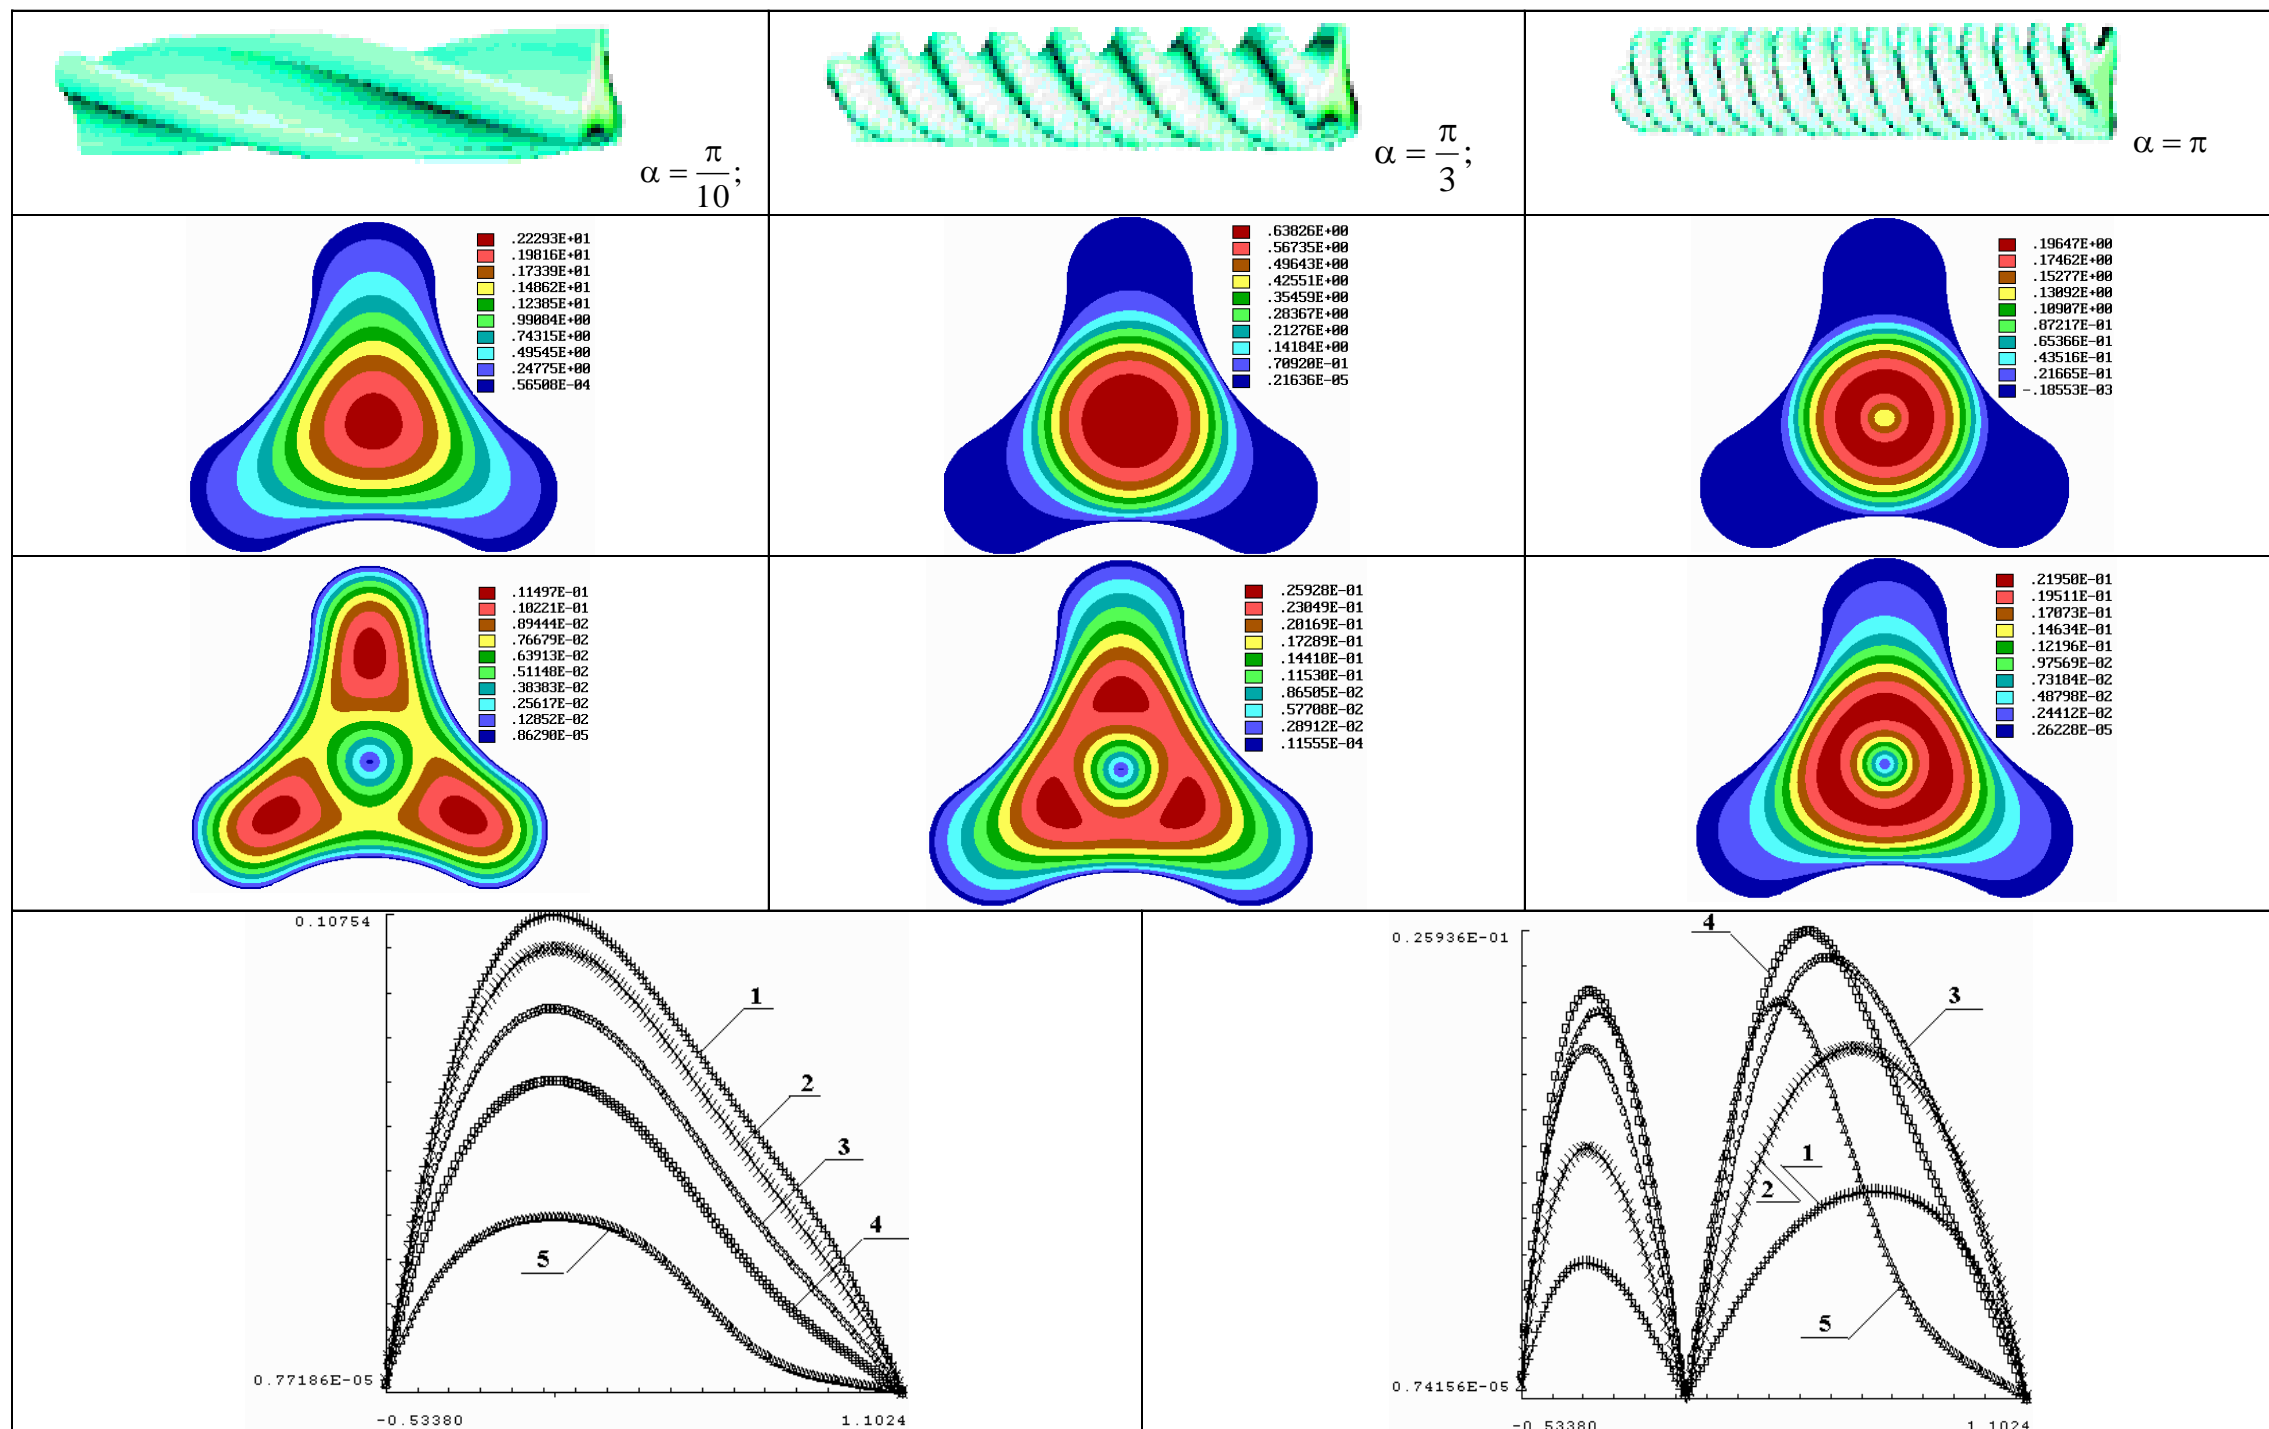 α = π/10;
α = π/3;
α = π
.22293E+01
.19816E+01
.17339E+01
.14862E+01
.12385E+01
.99084E+00
.74315E+00
.49545E+00
.24775E+00
.56508E-04
.63826E+00
.56735E+00
.49643E+00
.42551E+00
.35459E+00
.28367E+00
.21276E+00
.14184E+00
.70920E-01
.21636E-05
.19647E+00
.17462E+00
.15277E+00
.13092E+00
.10907E+00
.87217E-01
.65366E-01
.43516E-01
.21665E-01
-.18553E-03
.11497E-01
.10221E-01
.89444E-02
.76679E-02
.63913E-02
.51148E-02
.38383E-02
.25617E-02
.12852E-02
.86290E-05
.25928E-01
.23049E-01
.20169E-01
.17289E-01
.14410E-01
.11530E-01
.86505E-02
.57708E-02
.28912E-02
.11555E-04
.21950E-01
.19511E-01
.17073E-01
.14634E-01
.12196E-01
.97569E-02
.73184E-02
.48798E-02
.24412E-02
.26228E-05
0.10754
1
2
3
4
5
0.77186E-05
-0.53380 1.1024
0.25936E-01
4
3
1
2
5
0.74156E-05
-0.53380 1.1024